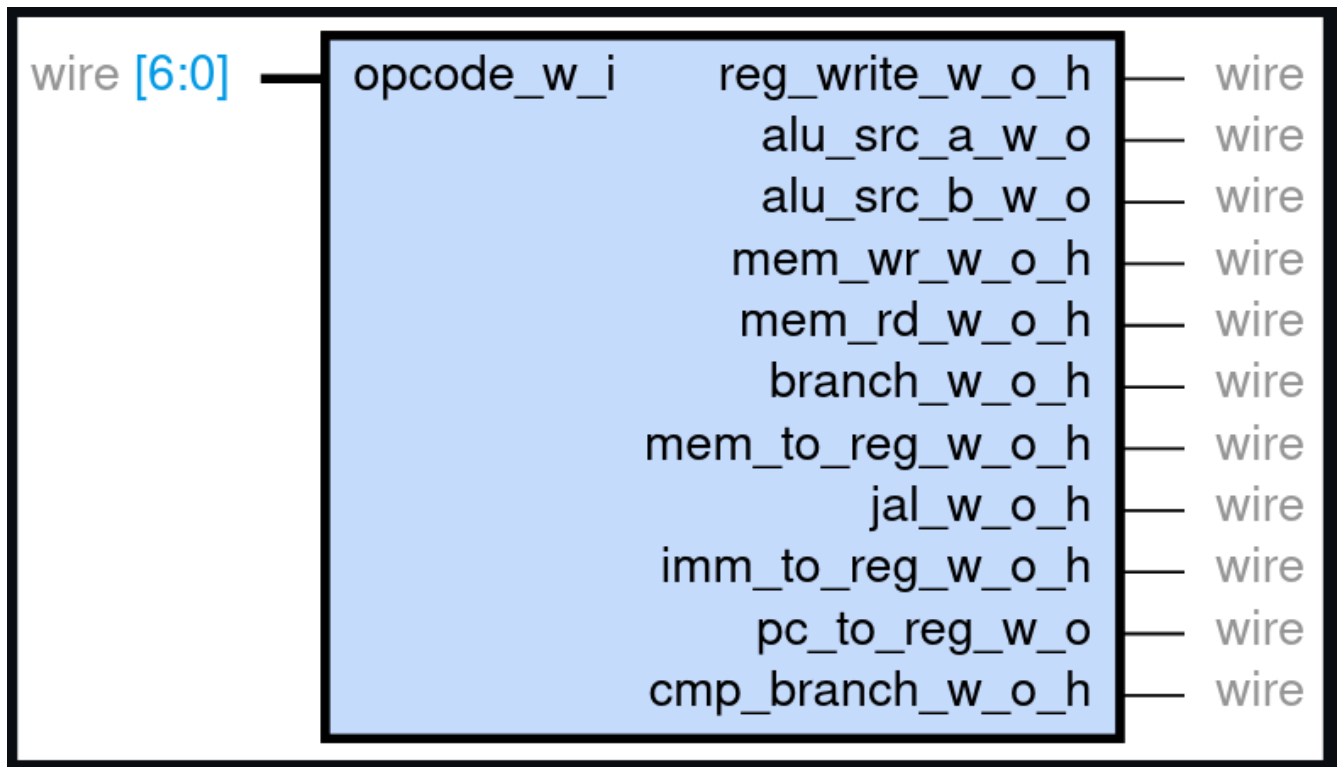 wire [6:0] opcode_w_i reg_write_w_o_h wire
alu_src_a_w_o wire
alu_src_b_w_o wire
mem_wr_w_o_h wire
mem_rd_w_o_h wire
branch_w_o_h wire
mem_to_reg_w_o_h wire
jal_w_o_h wire
imm_to_reg_w_o_h wire
pc_to_reg_w_o wire
cmp_branch_w_o_h wire